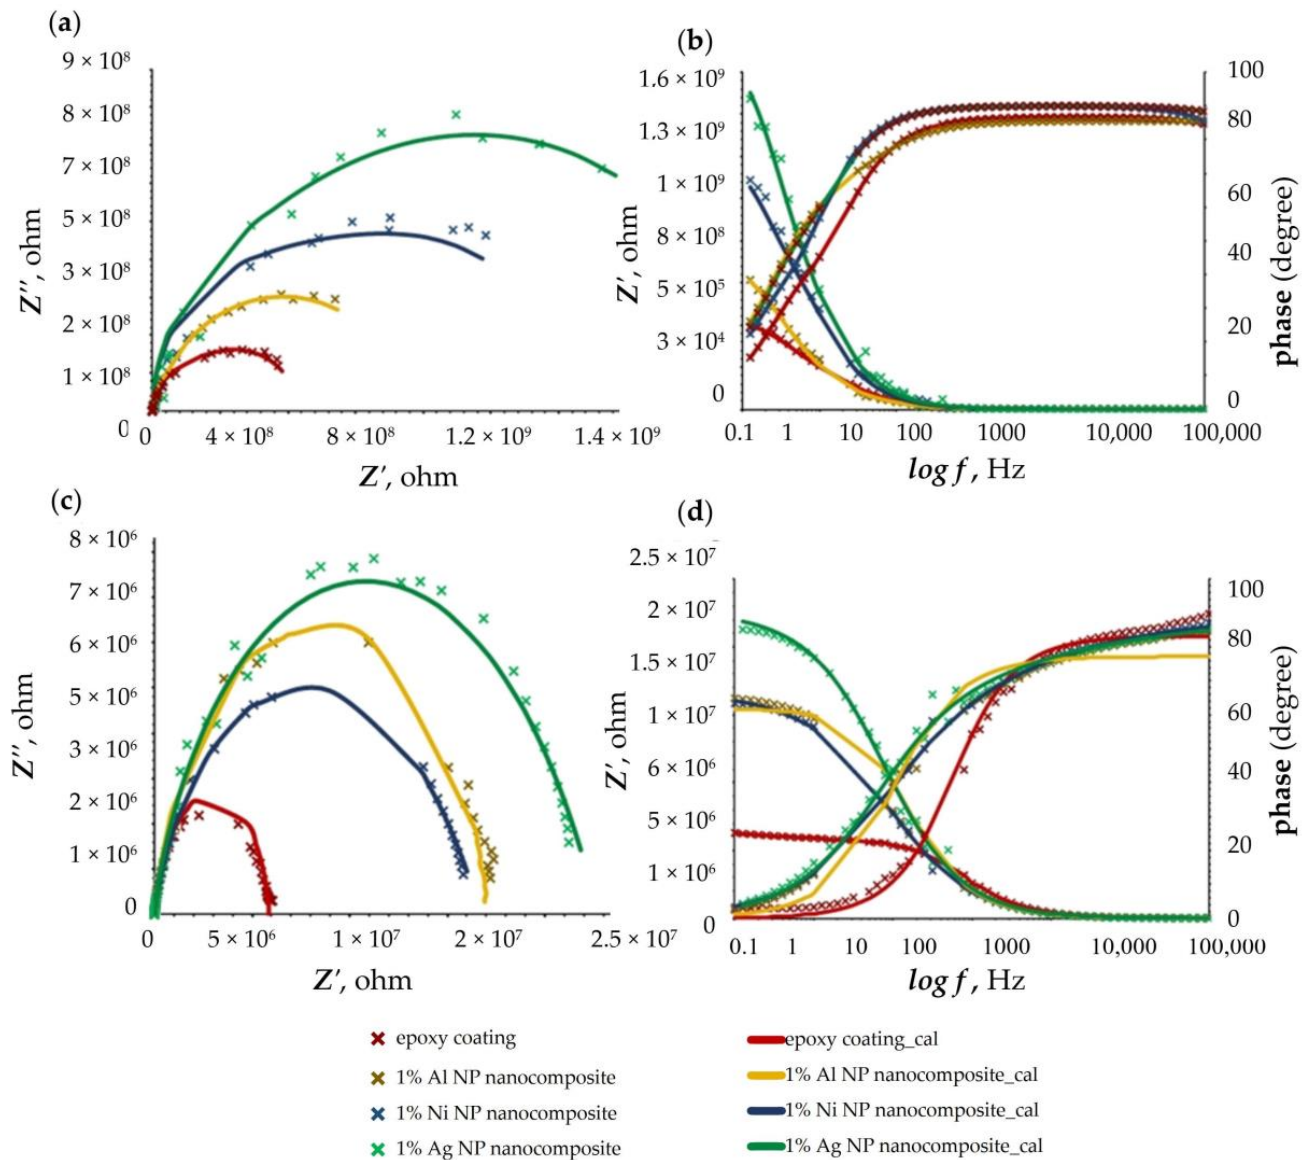 (a)
9 × 10⁸
8 × 10⁸
7 × 10⁸
5 × 10⁸
3 × 10⁸
2 × 10⁸
1 × 10⁸
0
Z″, ohm
0 4 × 10⁸ 8 × 10⁸ 1.2 × 10⁹ 1.4 × 10⁹
Z′, ohm
(b)
1.6 × 10⁹
1.3 × 10⁹
1 × 10⁹
8 × 10⁸
5 × 10⁵
3 × 10⁴
0
Z′, ohm
100
80
60
40
20
0
phase (degree)
0.1 1 10 100 1000 10,000 100,000
log f, Hz
(c)
8 × 10⁶
7 × 10⁶
6 × 10⁶
5 × 10⁶
3 × 10⁶
2 × 10⁶
1 × 10⁶
0
Z″, ohm
0 5 × 10⁶ 1 × 10⁷ 2 × 10⁷ 2.5 × 10⁷
Z′, ohm
(d)
2.5 × 10⁷
2 × 10⁷
1.5 × 10⁷
1 × 10⁷
6 × 10⁶
5 × 10⁶
1 × 10⁶
0
Z′, ohm
100
80
60
40
20
0
phase (degree)
0.1 1 10 100 1000 10,000 100,000
log f, Hz
epoxy coating
1% Al NP nanocomposite
1% Ni NP nanocomposite
1% Ag NP nanocomposite
epoxy coating_cal
1% Al NP nanocomposite_cal
1% Ni NP nanocomposite_cal
1% Ag NP nanocomposite_cal